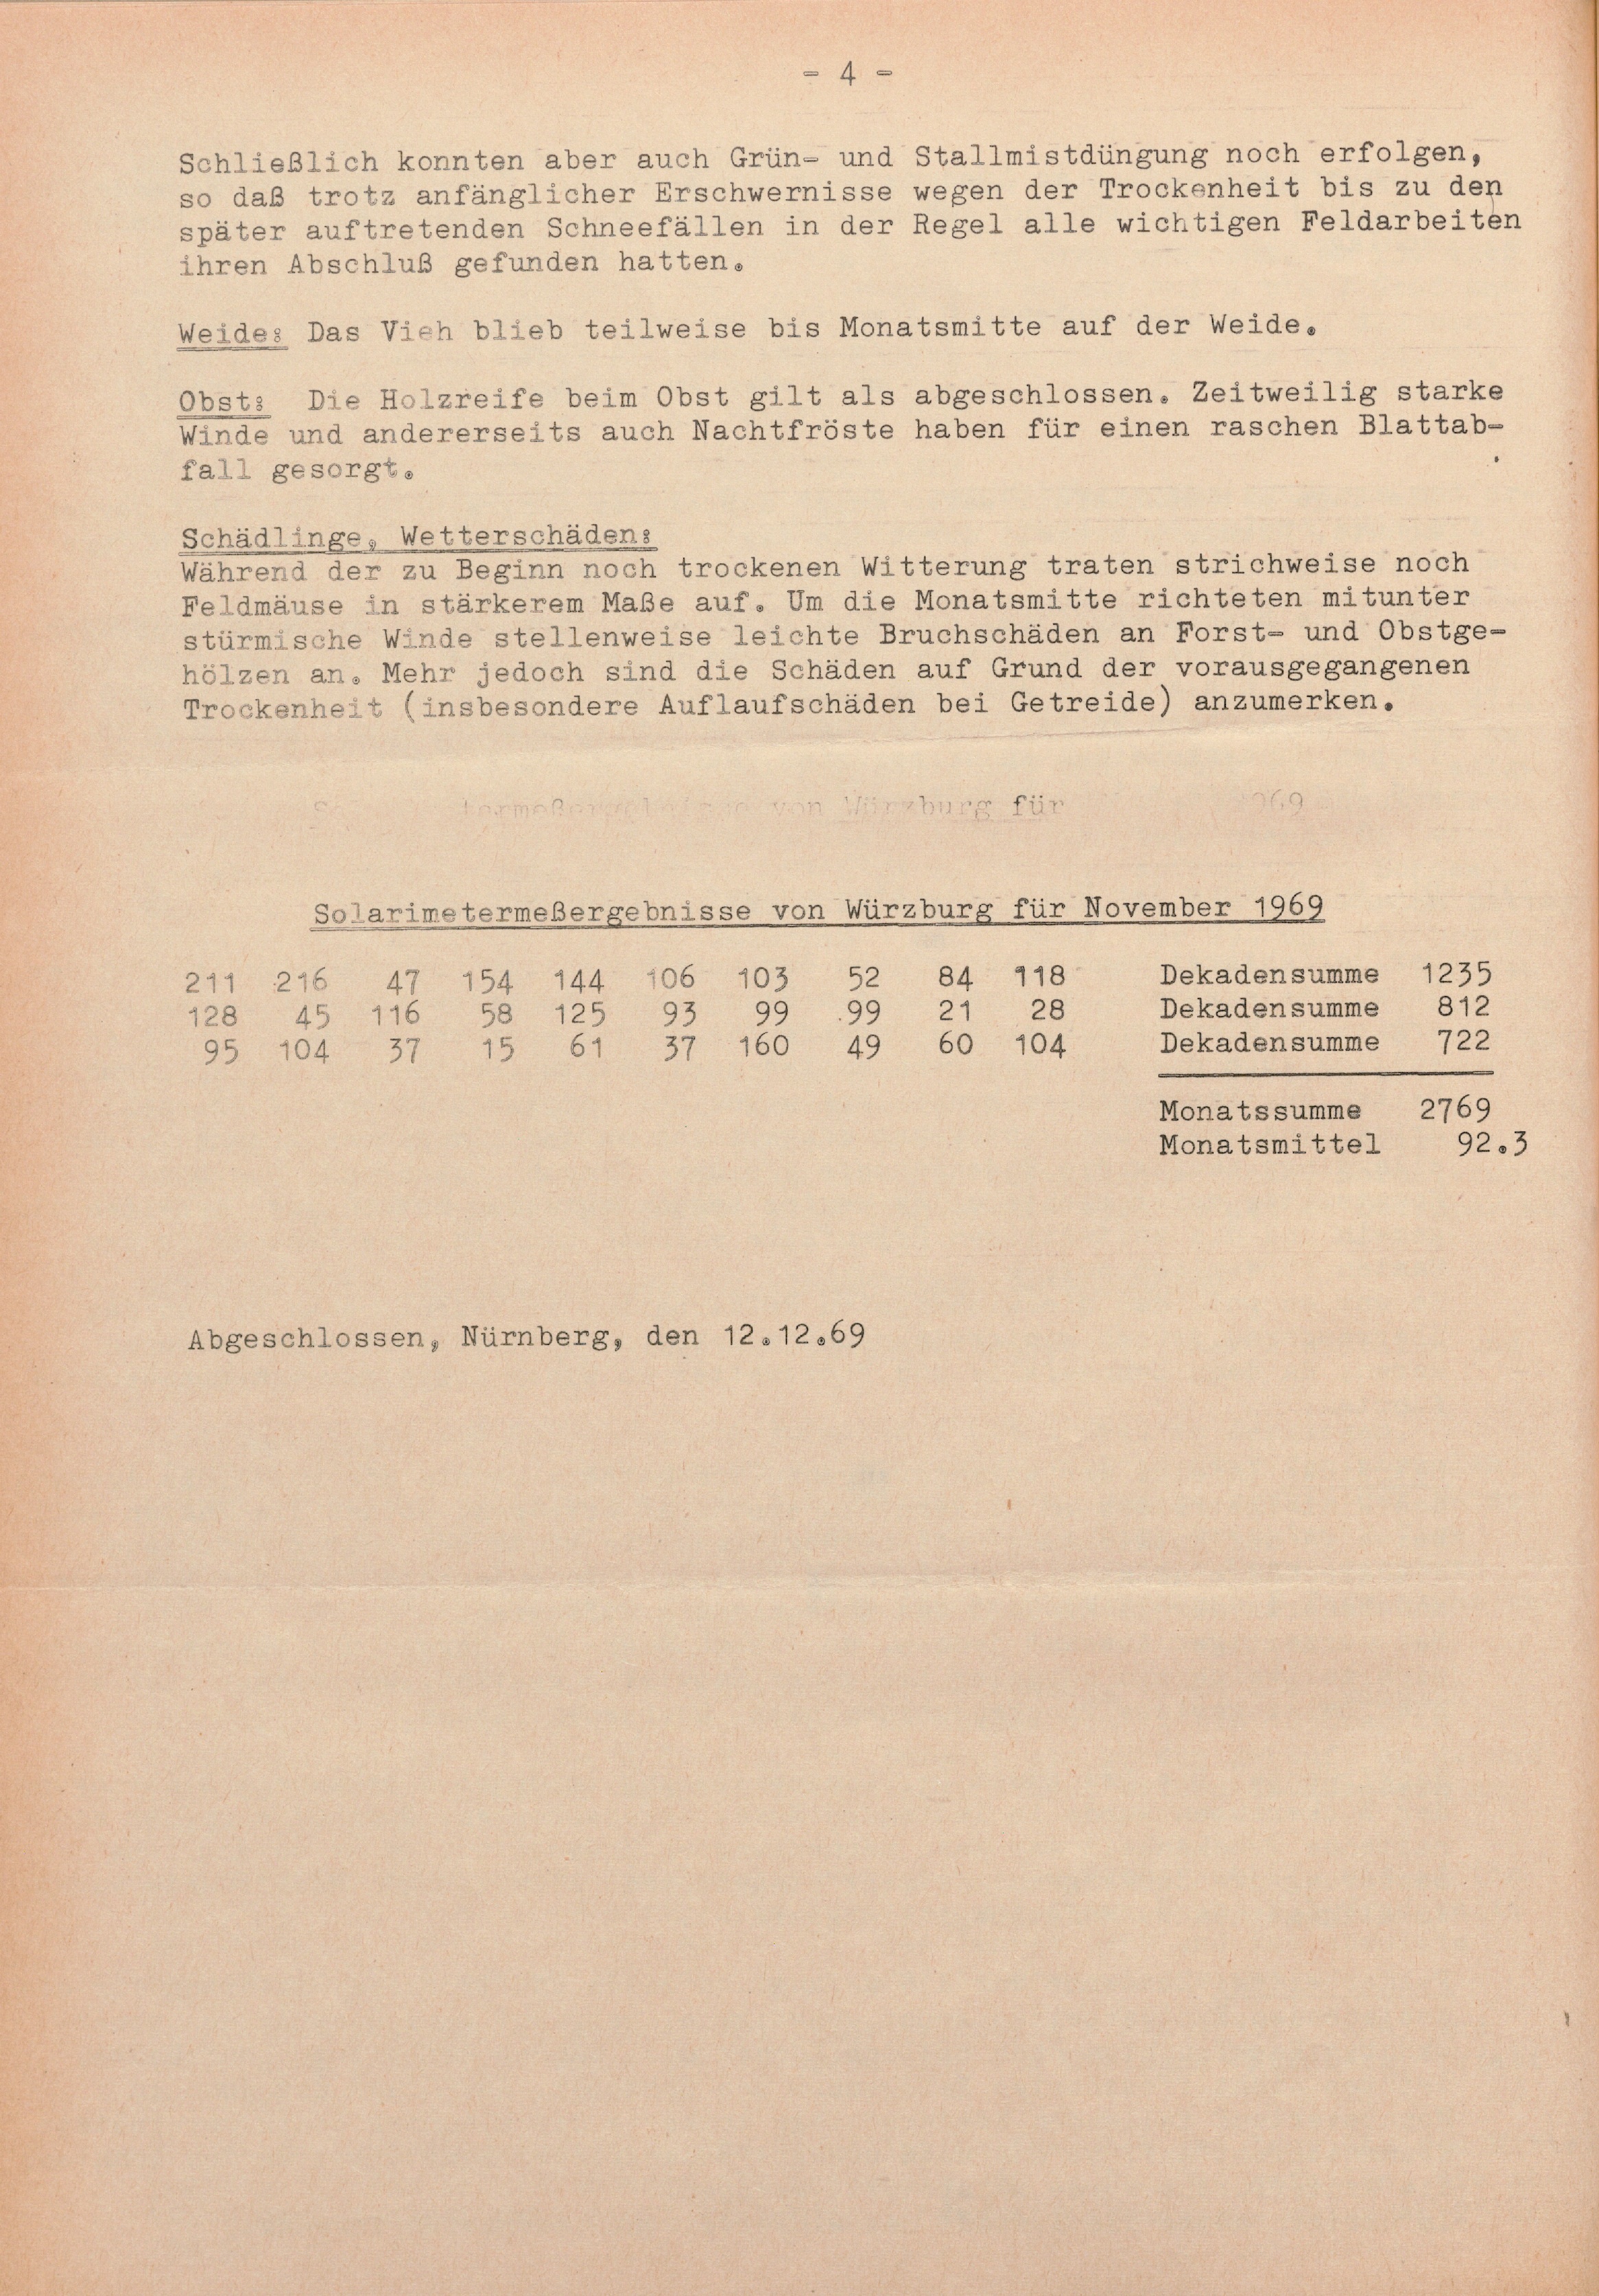 - 4 -
Schließlich konnten aber auch Grün- und Stallmistdüngung noch erfolgen,
so daß trotz anfänglicher Erschwernisse wegen der Trockenheit bis zu den
später auftretenden Schneefällen in der Regel alle wichtigen Feldarbeiten
ihren Abschluß gefunden hatten.
Weide: Das Vieh blieb teilweise bis Monatsmitte auf der Weide.
Obst: Die Holzreife beim Obst gilt als abgeschlossen. Zeitweilig starke
Winde und andererseits auch Nachtfröste haben für einen raschen Blattab-
fall gesorgt.
Schädlinge, Wetterschäden:
Während der zu Beginn noch trockenen Witterung traten strichweise noch
Feldmäuse in stärkerem Maße auf. Um die Monatsmitte richteten mitunter
stürmische Winde stellenweise leichte Bruchschäden an Forst- und Obstge-
hölzen an. Mehr jedoch sind die Schäden auf Grund der vorausgegangenen
Trockenheit (insbesondere Auflaufschäden bei Getreide) anzumerken.
von Würzburg für
Solarimetermeßergebnisse von Würzburg für November 1969
211 216 47 154 144 106 103 52 84 118 Dekadensumme 1235
128 45 116 58 125 93 99 99 21 28 Dekadensumme 812
95 104 37 15 61 37 160 49 60 104 Dekadensumme 722
Monatssumme 2769
Monatsmittel 92.3
Abgeschlossen, Nürnberg, den 12.12.69